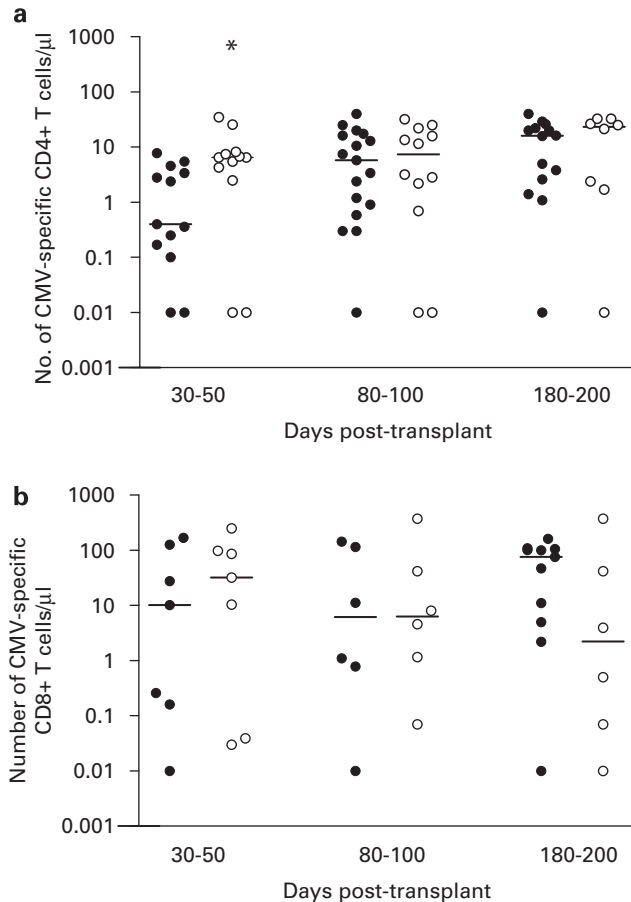 a
No. of CMV-specific CD4+ T cells/µl
1000
100
10
1
0.1
0.01
0.001
*
30-50 80-100 180-200
Days post-transplant
b
Number of CMV-specific
CD8+ T cells/µl
1000
100
10
1
0.1
0.01
0.001
30-50 80-100 180-200
Days post-transplant